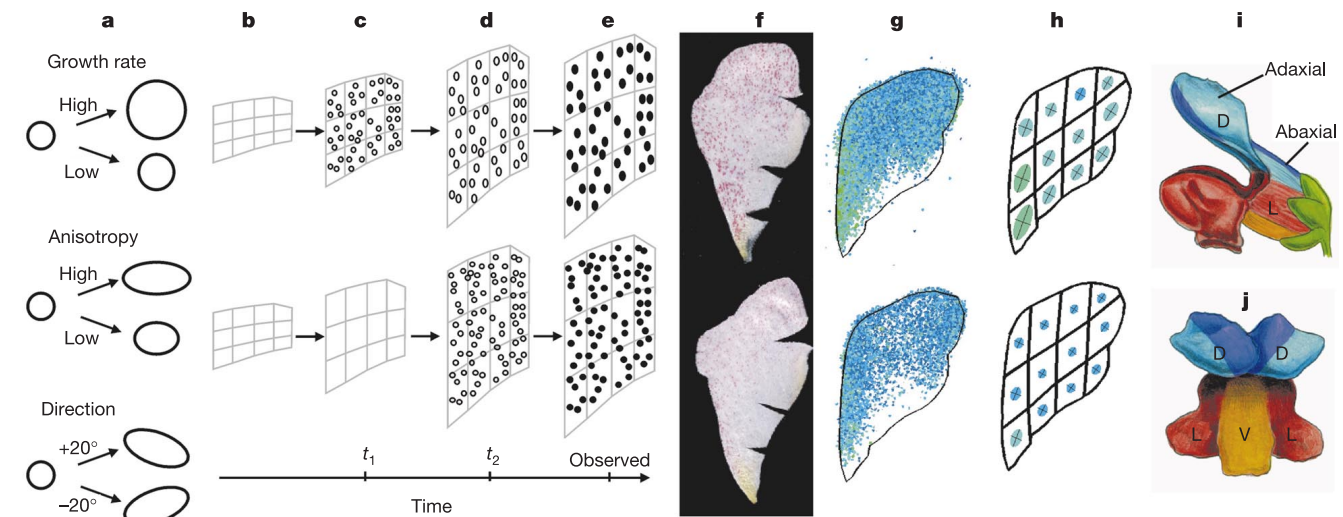 a b c d e f g h i
Growth rate
High
Low
Anisotropy
High
Low
Direction
+20°
–20°
t1 t2 Observed
Time
Adaxial
D
Abaxial
L
j
D D
L V L